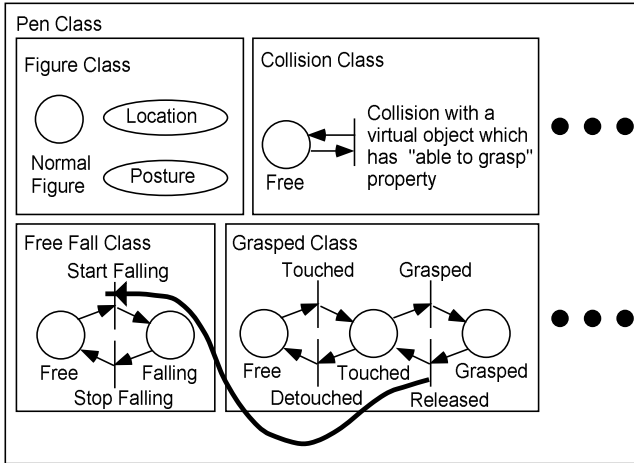 Pen Class
Figure Class
Location
Normal
Figure
Posture
Collision Class
Collision with a
virtual object which
has "able to grasp"
property
Free
Free Fall Class
Start Falling
Free
Falling
Stop Falling
Grasped Class
Touched
Grasped
Free
Touched
Grasped
Detouched
Released